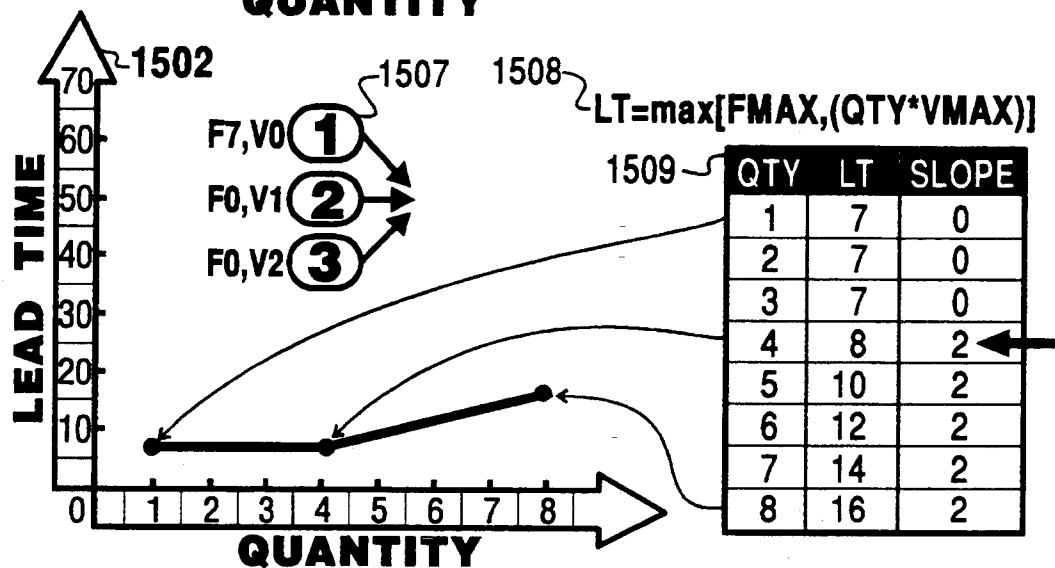 QUANTITY
1502
1507
1508
LT=max[FMAX,(QTY*VMAX)]
1509
LEAD TIME
70
60
50
40
30
20
10
0
F7,V0 1
F0,V1 2
F0,V2 3
QTY LT SLOPE
1 7 0
2 7 0
3 7 0
4 8 2
5 10 2
6 12 2
7 14 2
8 16 2
1 2 3 4 5 6 7 8
QUANTITY